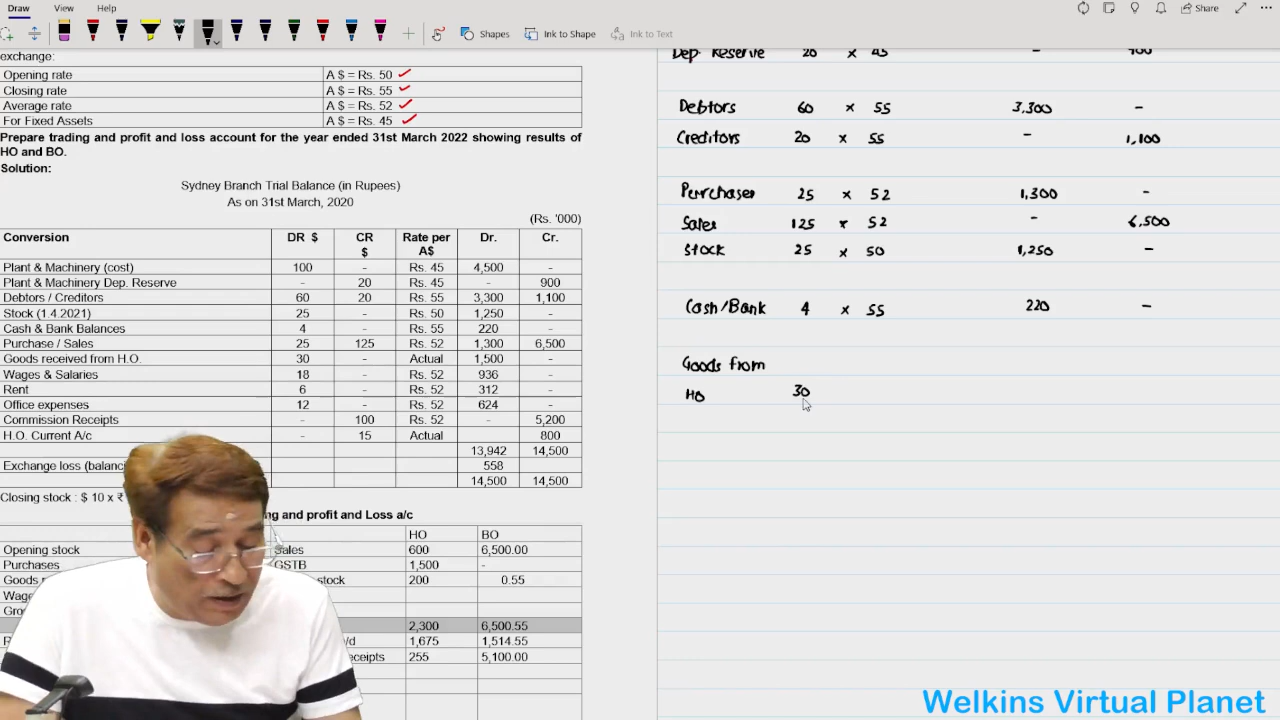 Draw View Help
Shapes Ink to Shape Ink to Text Share
exchange:
Opening rate A $ = Rs. 50
Closing rate A $ = Rs. 55
Average rate A $ = Rs. 52
For Fixed Assets A $ = Rs. 45
Prepare trading and profit and loss account for the year ended 31st March 2022 showing results of
HO and BO.
Solution:
Sydney Branch Trial Balance (in Rupees)
As on 31st March, 2020
(Rs. '000)
Conversion DR $ CR $ Rate per A$ Dr. Cr.
Plant & Machinery (cost) 100 - Rs. 45 4,500 -
Plant & Machinery Dep. Reserve - 20 Rs. 45 - 900
Debtors / Creditors 60 20 Rs. 55 3,300 1,100
Stock (1.4.2021) 25 - Rs. 50 1,250 -
Cash & Bank Balances 4 - Rs. 55 220 -
Purchase / Sales 25 125 Rs. 52 1,300 6,500
Goods received from H.O. 30 - Actual 1,500 -
Wages & Salaries 18 - Rs. 52 936 -
Rent 6 - Rs. 52 312 -
Office expenses 12 - Rs. 52 624 -
Commission Receipts - 100 Rs. 52 - 5,200
H.O. Current A/c 15 Actual 800
13,942 14,500
Exchange loss 558
14,500 14,500
Closing stock : $ 10 x ₹
and profit and Loss a/c
HO BO
Opening stock Sales 600 6,500.00
Purchases GSTB 1,500 -
Goods stock 200 0.55
2,300 6,500.55
/d 1,675 1,514.55
receipts 255 5,100.00
Dep. Reserve 20 x 45 - 900
Debtors 60 x 55 3,300 -
Creditors 20 x 55 - 1,100
Purchases 25 x 52 1,300 -
Sales 125 x 52 - 6,500
Stock 25 x 50 1,250 -
Cash/Bank 4 x 55 220 -
Goods from
HO 30
Welkins Virtual Planet